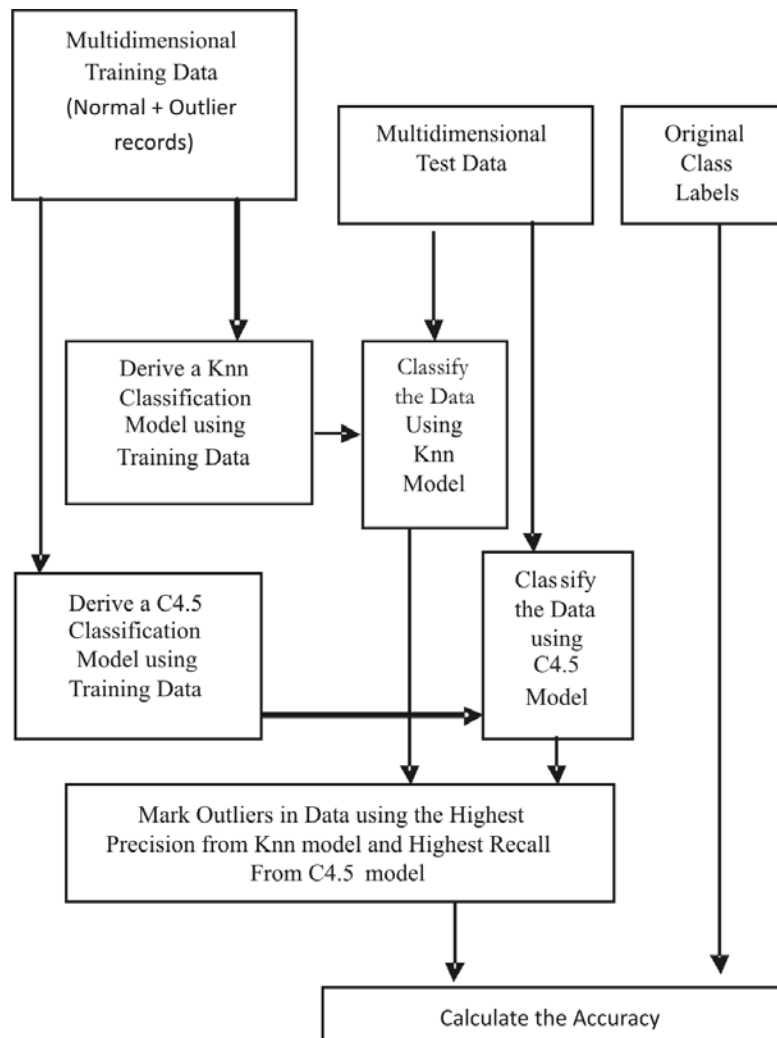 Multidimensional
Training Data
(Normal + Outlier
records)
Multidimensional
Test Data
Original
Class
Labels
Derive a Knn
Classification
Model using
Training Data
Classify
the Data
Using
Knn
Model
Derive a C4.5
Classification
Model using
Training Data
Classify
the Data
using
C4.5
Model
Mark Outliers in Data using the Highest
Precision from Knn model and Highest Recall
From C4.5 model
Calculate the Accuracy